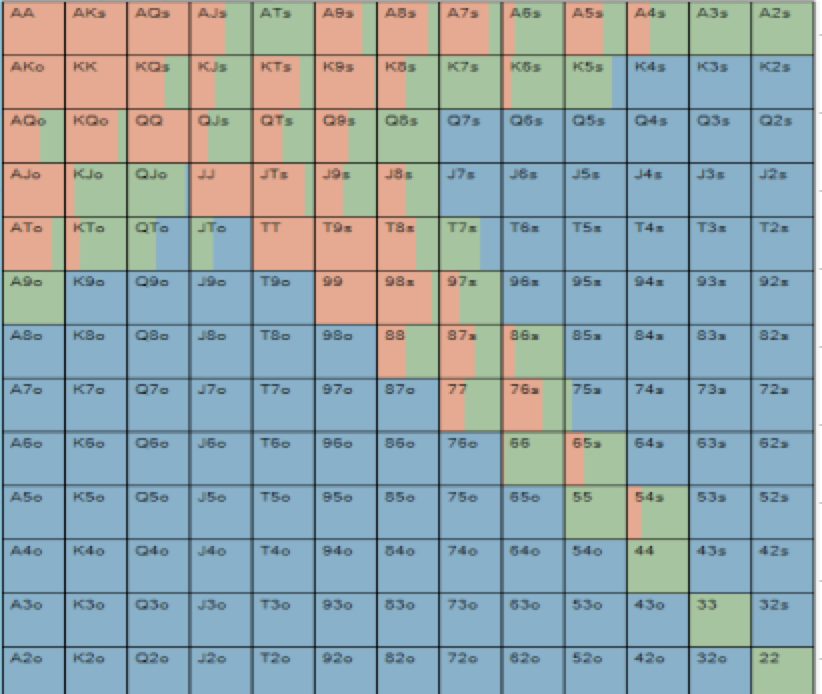 AA AKs AQs AJs ATs A9s A8s A7s A6s A5s A4s A3s A2s
AKo KK KQs KJs KTs K9s K8s K7s K6s K5s K4s K3s K2s
AQo KQo QQ QJs QTs Q9s Q8s Q7s Q6s Q5s Q4s Q3s Q2s
AJo KJo QJo JJ JTs J9s J8s J7s J6s J5s J4s J3s J2s
ATo KTo QTo JTo TT T9s T8s T7s T6s T5s T4s T3s T2s
A9o K9o Q9o J9o T9o 99 98s 97s 96s 95s 94s 93s 92s
A8o K8o Q8o J8o T8o 98o 88 87s 86s 85s 84s 83s 82s
A7o K7o Q7o J7o T7o 97o 87o 77 76s 75s 74s 73s 72s
A6o K6o Q6o J6o T6o 96o 86o 76o 66 65s 64s 63s 62s
A5o K5o Q5o J5o T5o 95o 85o 75o 65o 55 54s 53s 52s
A4o K4o Q4o J4o T4o 94o 84o 74o 64o 54o 44 43s 42s
A3o K3o Q3o J3o T3o 93o 83o 73o 63o 53o 43o 33 32s
A2o K2o Q2o J2o T2o 92o 82o 72o 62o 52o 42o 32o 22